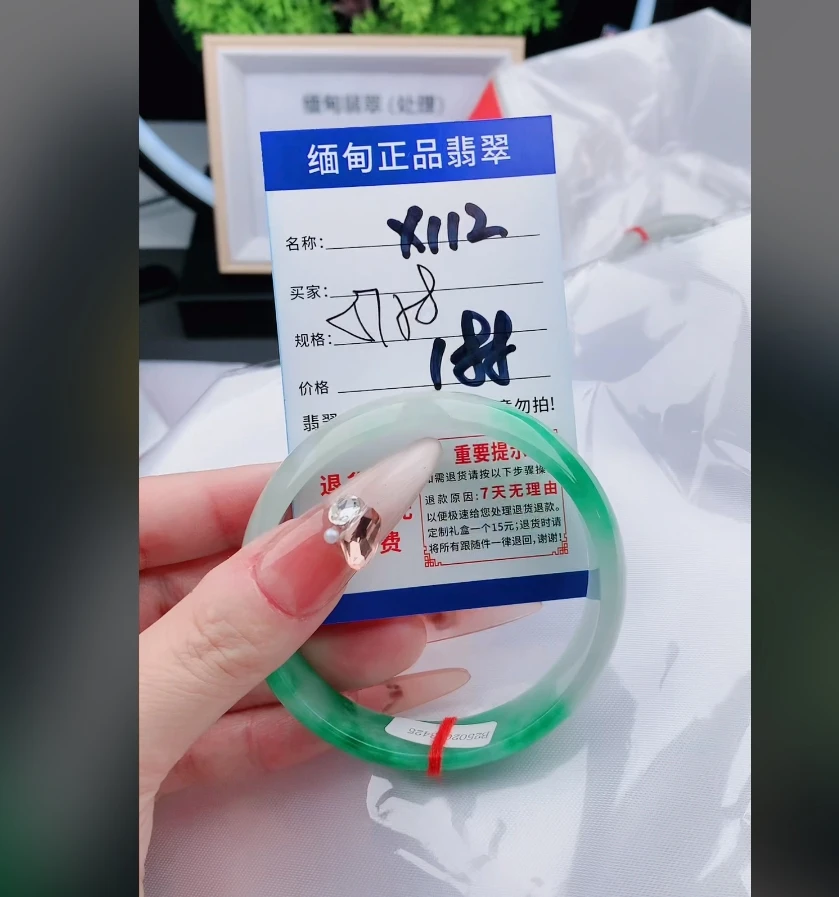 缅甸翡翠(处理)
缅甸正品翡翠
名称: X112
买家:
规格:
价格 188
翡翠
勿拍!
重要提示
如需退货请按以下步骤操
退款原因:7天无理由
以便极速给您处理退货退款。
定制礼盒一个15元;退货时请
将所有跟随件一律退回,谢谢!
退
费